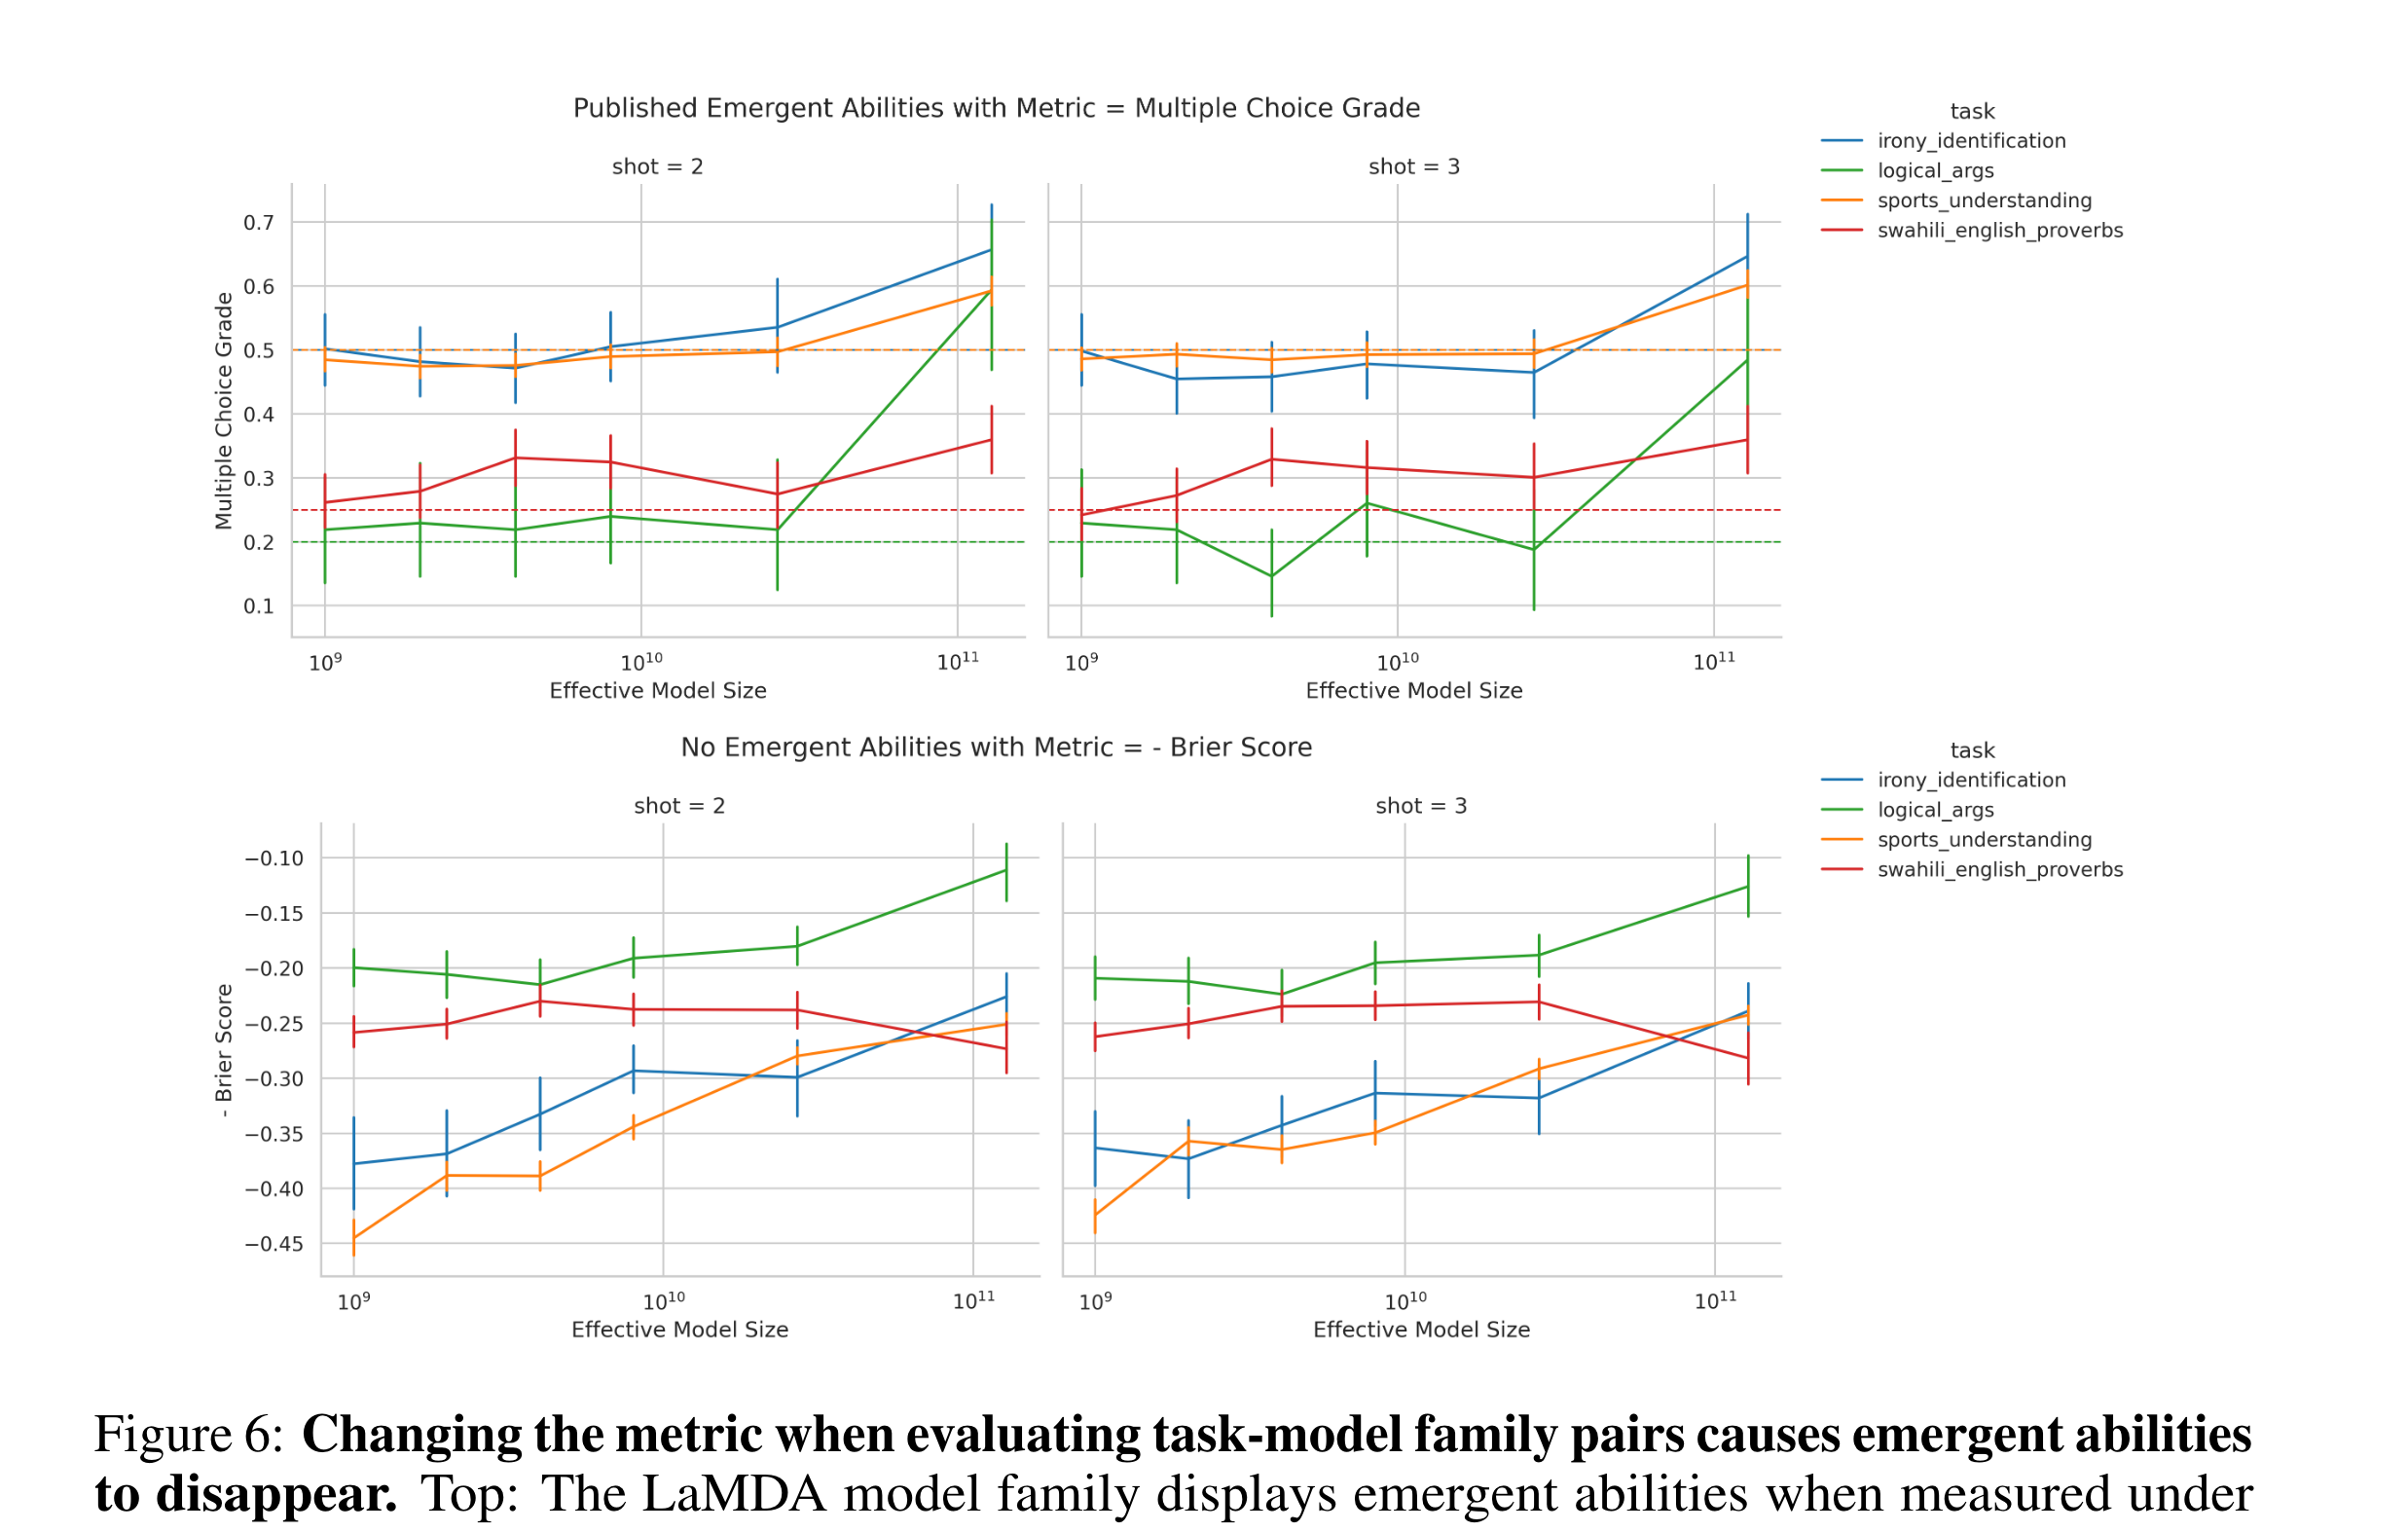 Published Emergent Abilities with Metric = Multiple Choice Grade
task
irony_identification
logical_args
sports_understanding
swahili_english_proverbs
shot = 2
shot = 3
Multiple Choice Grade
0.7
0.6
0.5
0.4
0.3
0.2
0.1
10⁹
10¹⁰
10¹¹
10⁹
10¹⁰
10¹¹
Effective Model Size
Effective Model Size
No Emergent Abilities with Metric = - Brier Score
task
irony_identification
logical_args
sports_understanding
swahili_english_proverbs
shot = 2
shot = 3
- Brier Score
−0.10
−0.15
−0.20
−0.25
−0.30
−0.35
−0.40
−0.45
10⁹
10¹⁰
10¹¹
10⁹
10¹⁰
10¹¹
Effective Model Size
Effective Model Size
Figure 6: Changing the metric when evaluating task-model family pairs causes emergent abilities
to disappear. Top: The LaMDA model family displays emergent abilities when measured under